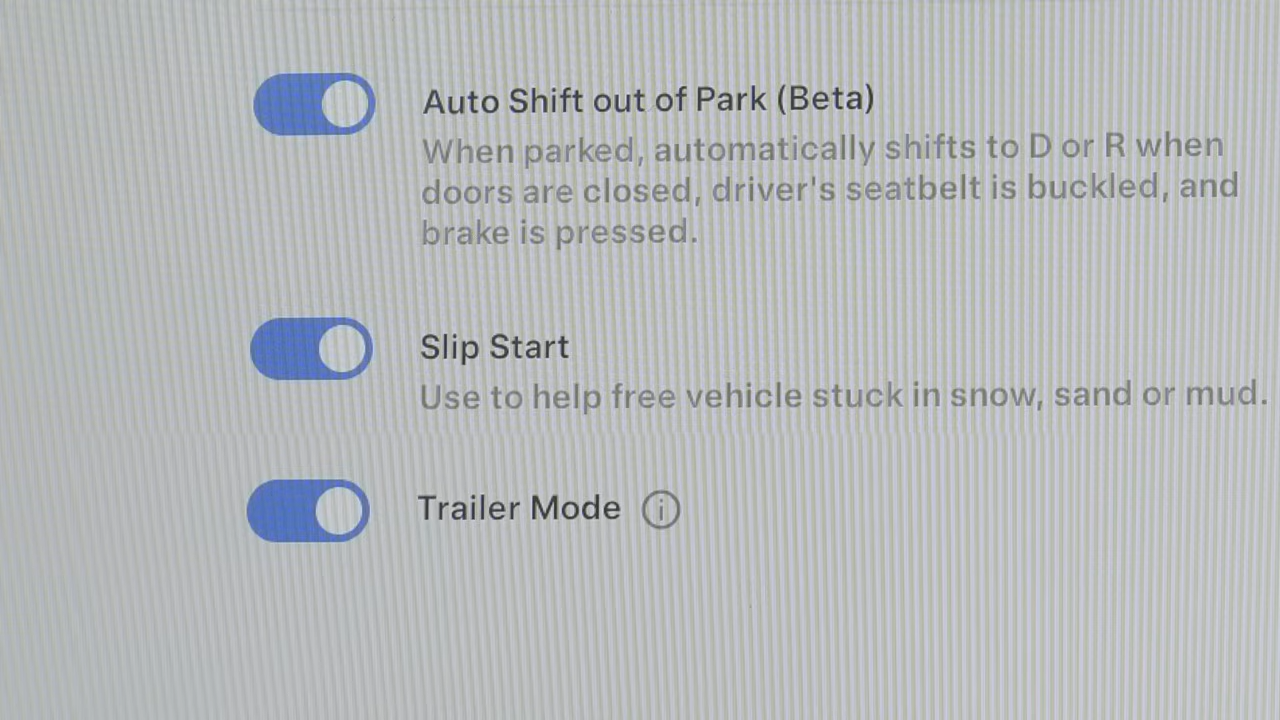 Auto Shift out of Park (Beta)
When parked, automatically shifts to D or R when
doors are closed, driver's seatbelt is buckled, and
brake is pressed.
Slip Start
Use to help free vehicle stuck in snow, sand or mud.
Trailer Mode